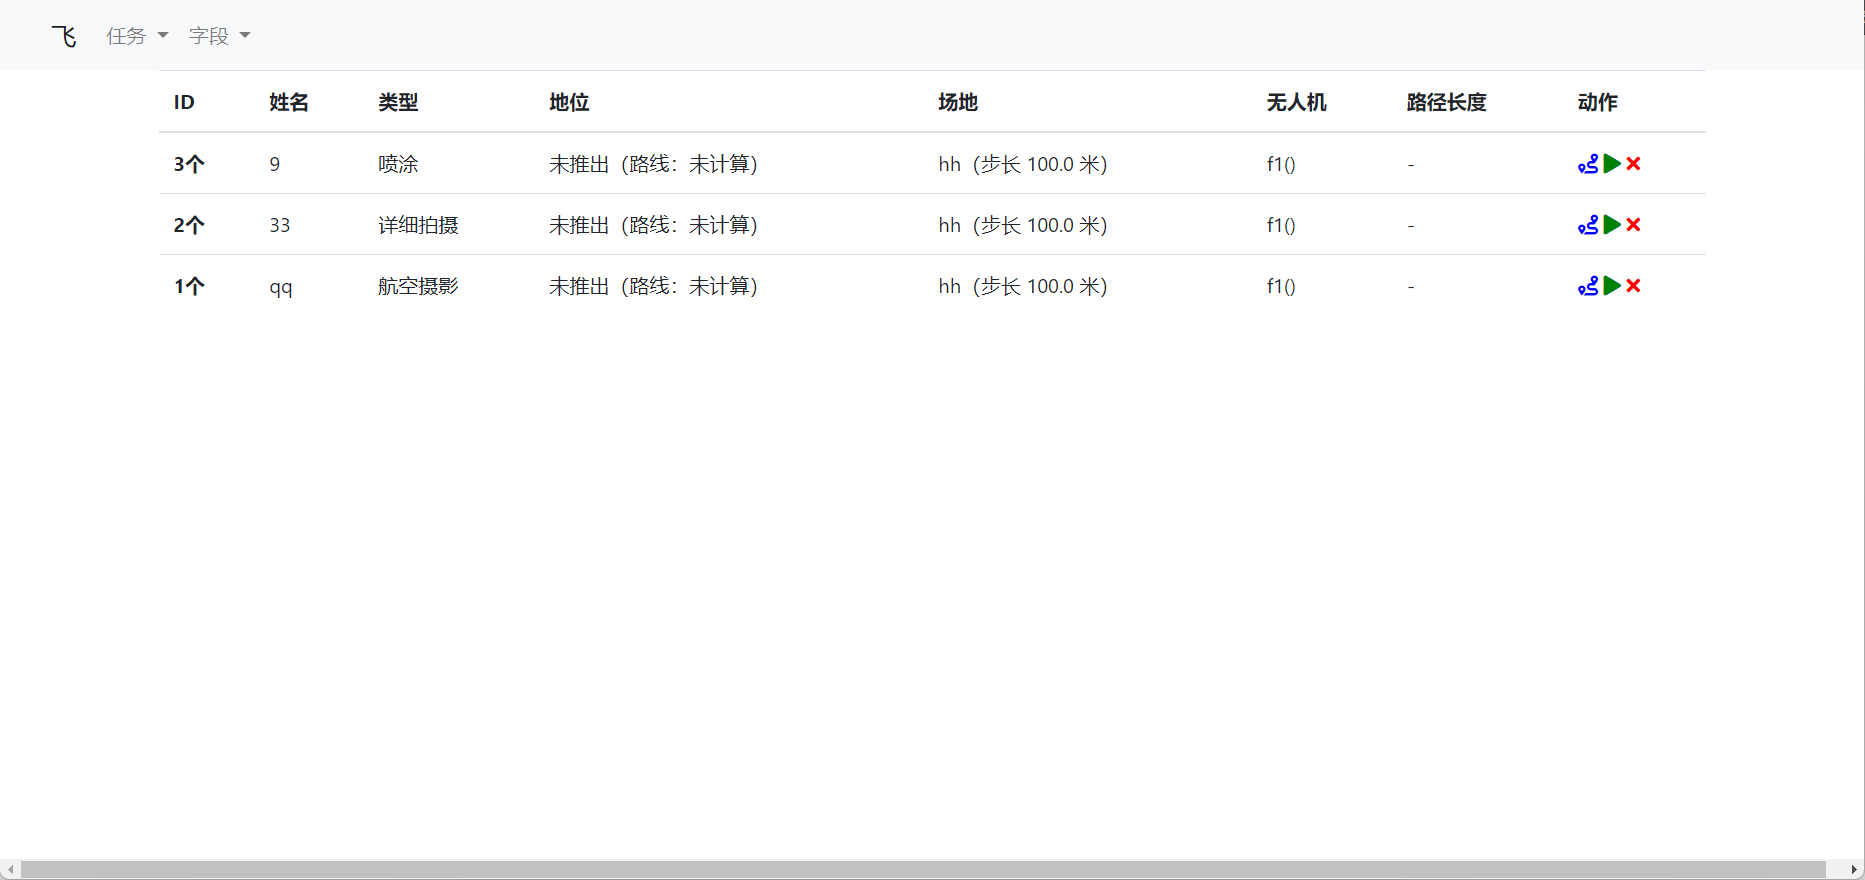 飞 任务 字段
ID 姓名 类型 地位 场地 无人机 路径长度 动作
3个 9 喷涂 未推出（路线：未计算） hh（步长 100.0 米） f1() -
2个 33 详细拍摄 未推出（路线：未计算） hh（步长 100.0 米） f1() -
1个 qq 航空摄影 未推出（路线：未计算） hh（步长 100.0 米） f1() -